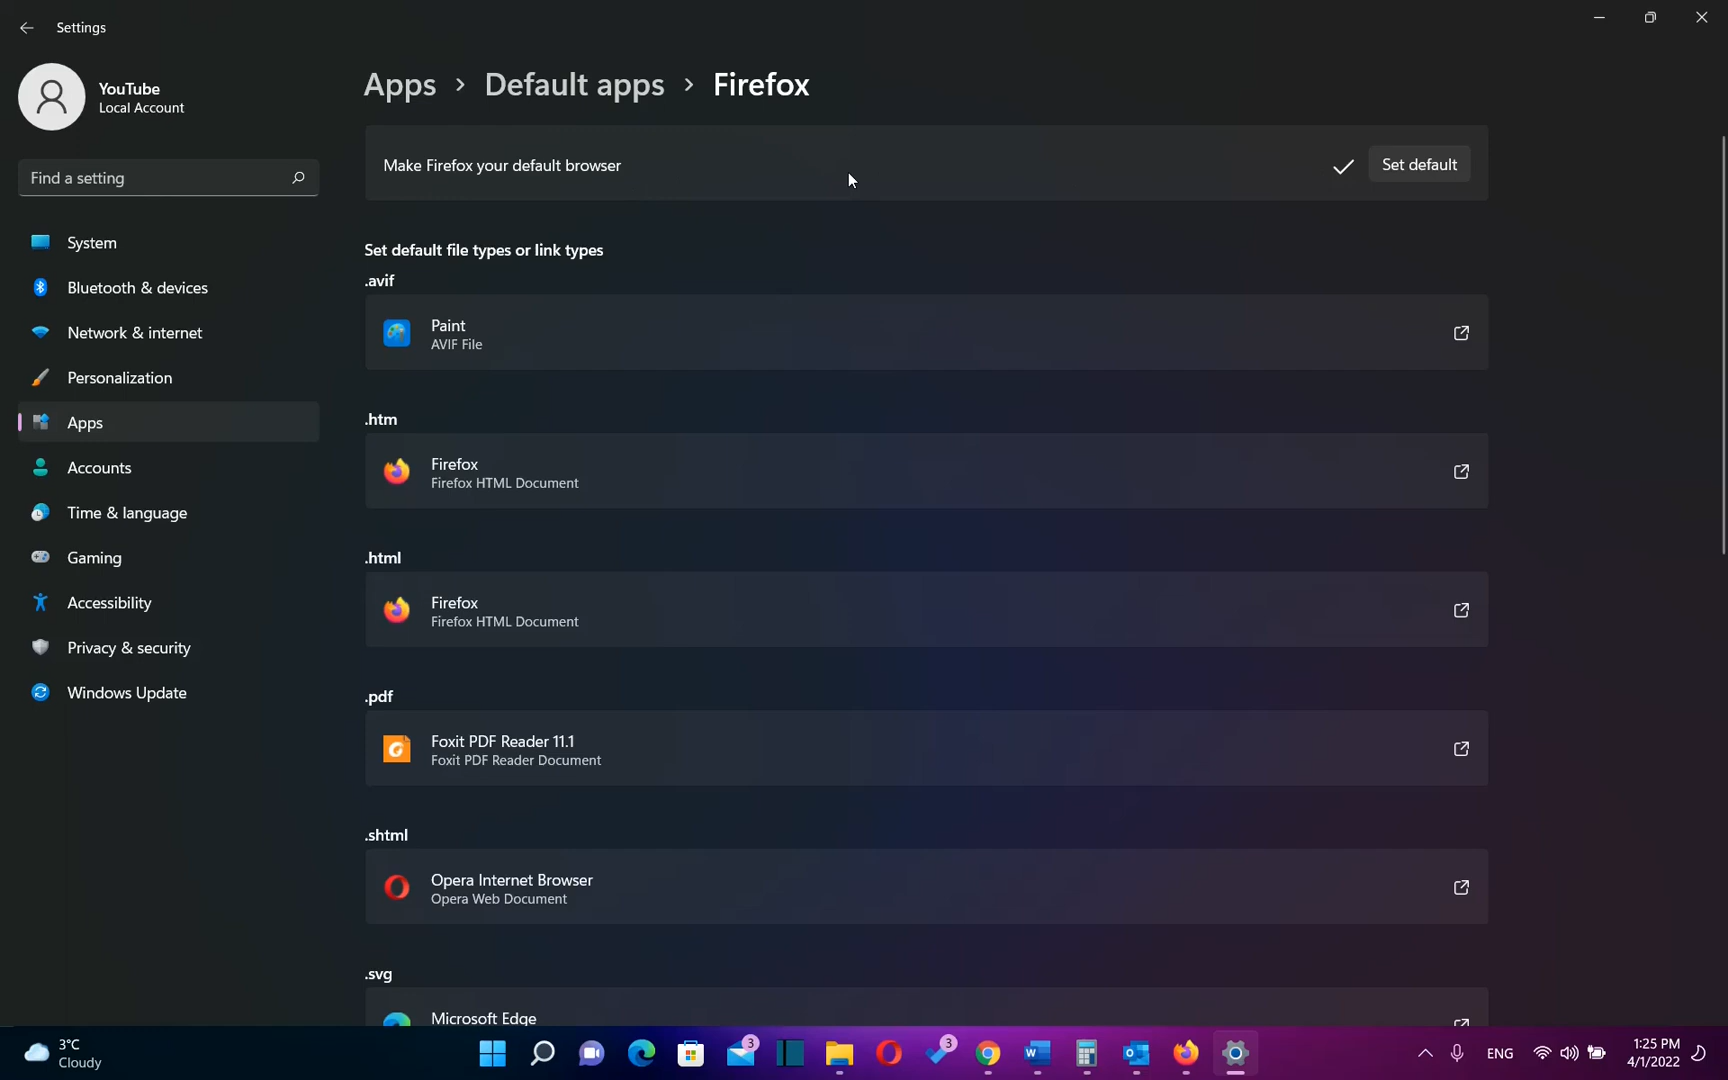 Settings
YouTube
Local Account
Find a setting
System
Bluetooth & devices
Network & internet
Personalization
Apps
Accounts
Time & language
Gaming
Accessibility
Privacy & security
Windows Update
Apps > Default apps > Firefox
Make Firefox your default browser
Set default
Set default file types or link types
.avif
Paint
AVIF File
.htm
Firefox
Firefox HTML Document
.html
Firefox
Firefox HTML Document
.pdf
Foxit PDF Reader 11.1
Foxit PDF Reader Document
.shtml
Opera Internet Browser
Opera Web Document
.svg
Microsoft Edge
3°C
Cloudy
3
3
ENG
1:25 PM
4/1/2022